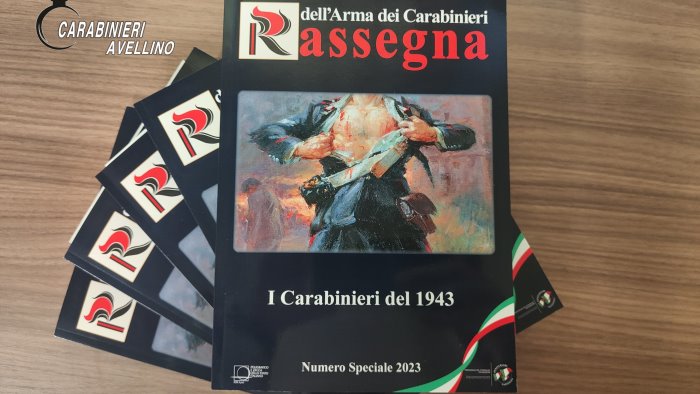 CARABINIERI
AVELLINO
dell'Arma dei Carabinieri
Rassegna
I Carabinieri del 1943
Numero Speciale 2023